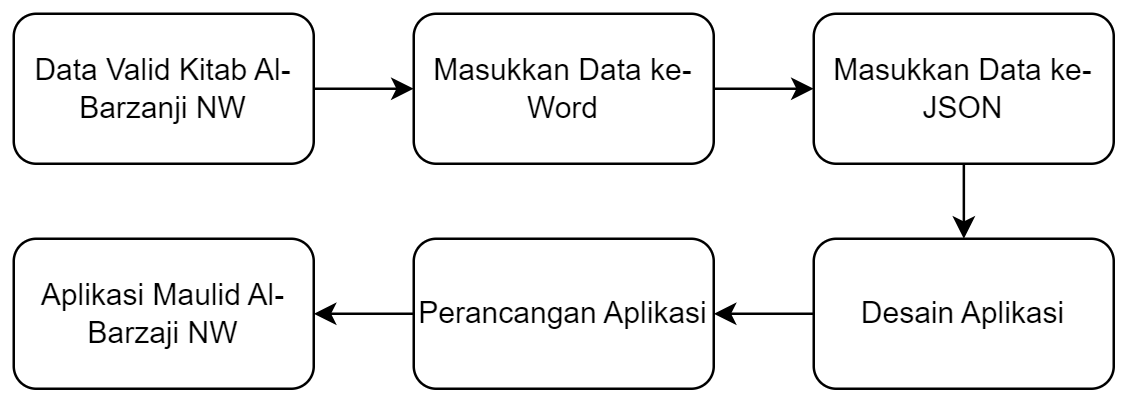 Data Valid Kitab Al-
Barzanji NW
Masukkan Data ke-
Word
Masukkan Data ke-
JSON
Desain Aplikasi
Perancangan Aplikasi
Aplikasi Maulid Al-
Barzaji NW